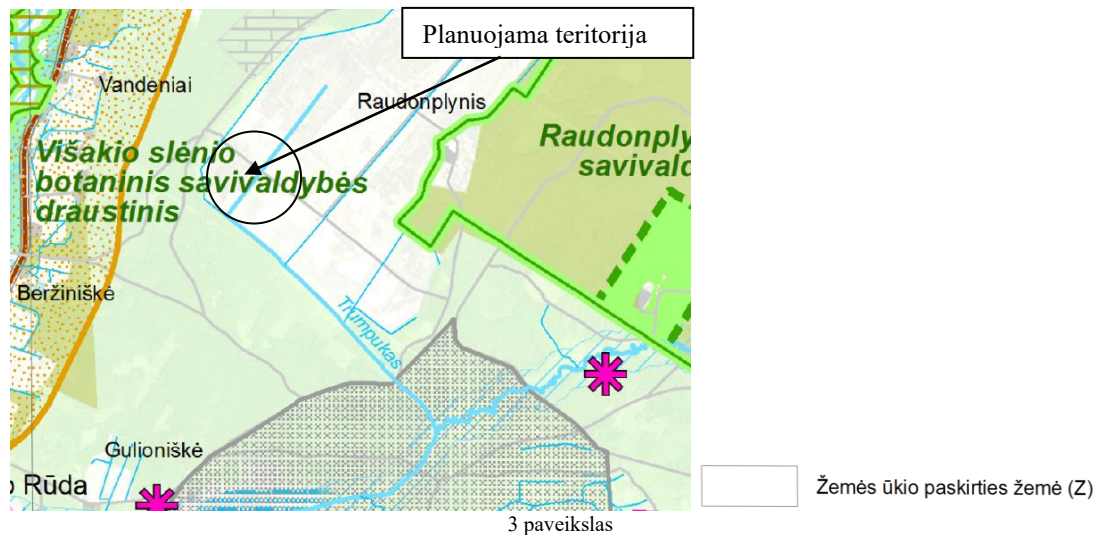 Planuojama teritorija
Vandeniai
Raudonplynis
Višakio slėnio
botaninis savivaldybės
draustinis
Raudonply
savivald
Beržiniškė
Trumpukas
Gulioniškė
o Rūda
Žemės ūkio paskirties žemė (Z)
3 paveikslas